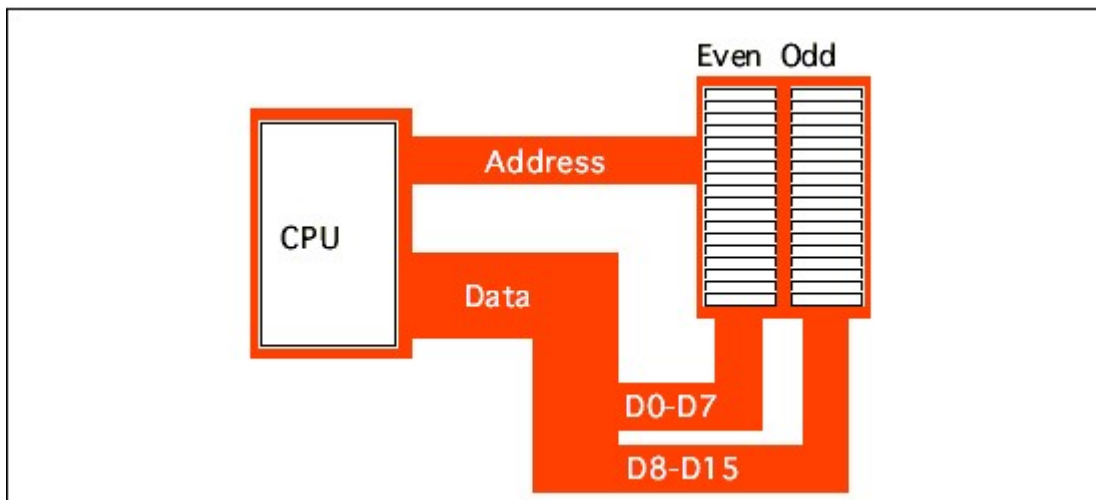 Even Odd
Address
CPU
Data
D0-D7
D8-D15